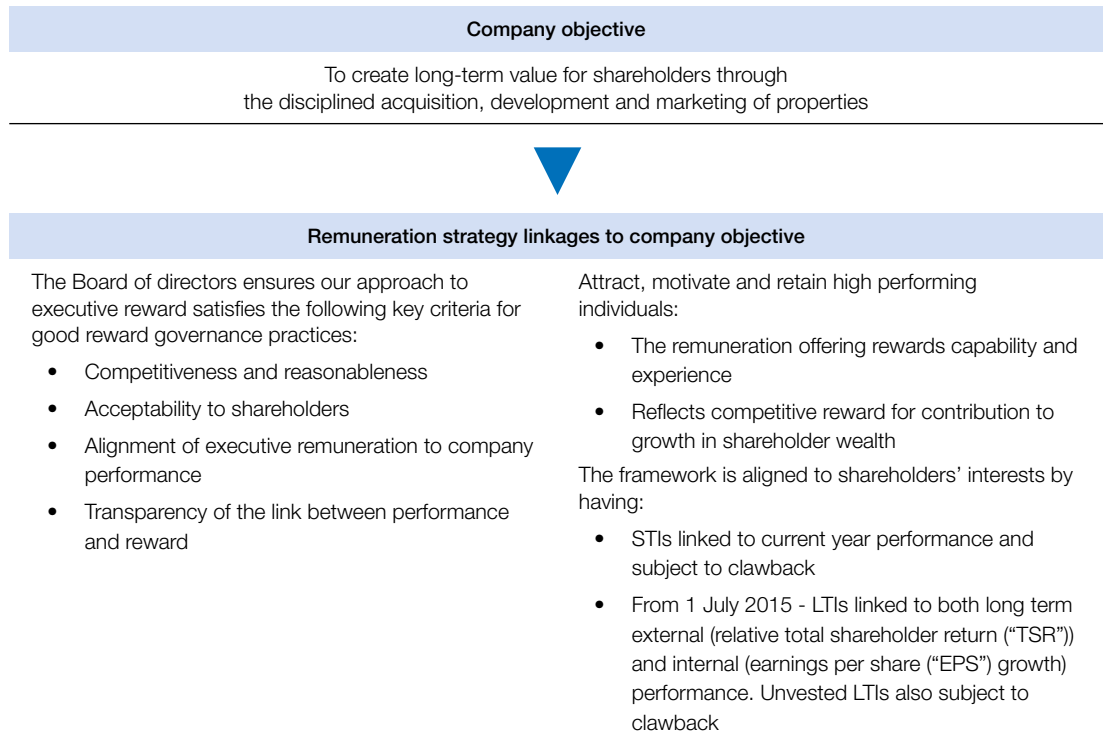 Company objective
To create long-term value for shareholders through
the disciplined acquisition, development and marketing of properties
Remuneration strategy linkages to company objective
The Board of directors ensures our approach to
executive reward satisfies the following key criteria for
good reward governance practices:
• Competitiveness and reasonableness
• Acceptability to shareholders
• Alignment of executive remuneration to company
performance
• Transparency of the link between performance
and reward
Attract, motivate and retain high performing
individuals:
• The remuneration offering rewards capability and
experience
• Reflects competitive reward for contribution to
growth in shareholder wealth
The framework is aligned to shareholders’ interests by
having:
• STIs linked to current year performance and
subject to clawback
• From 1 July 2015 - LTIs linked to both long term
external (relative total shareholder return (“TSR”))
and internal (earnings per share (“EPS”) growth)
performance. Unvested LTIs also subject to
clawback